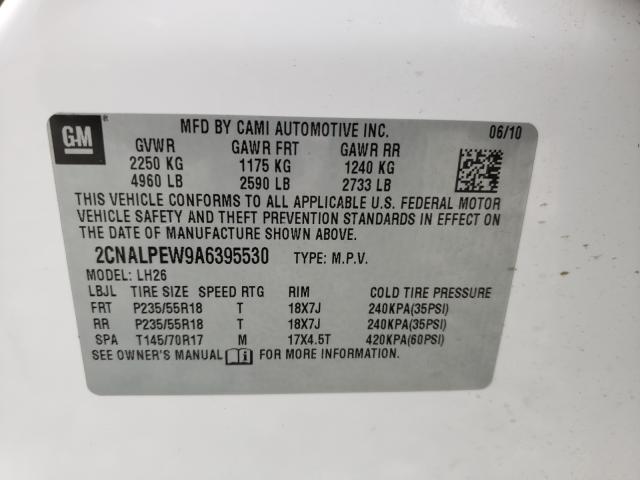 GM
MFD BY CAMI AUTOMOTIVE INC. 06/10
GVWR GAWR FRT GAWR RR
2250 KG 1175 KG 1240 KG
4960 LB 2590 LB 2733 LB
THIS VEHICLE CONFORMS TO ALL APPLICABLE U.S. FEDERAL MOTOR
VEHICLE SAFETY AND THEFT PREVENTION STANDARDS IN EFFECT ON
THE DATE OF MANUFACTURE SHOWN ABOVE.
2CNALPEW9A6395530 TYPE: M.P.V.
MODEL: LH26
LBJL TIRE SIZE SPEED RTG RIM COLD TIRE PRESSURE
FRT P235/55R18 T 18X7J 240KPA(35PSI)
RR P235/55R18 T 18X7J 240KPA(35PSI)
SPA T145/70R17 M 17X4.5T 420KPA(60PSI)
SEE OWNER'S MANUAL FOR MORE INFORMATION.